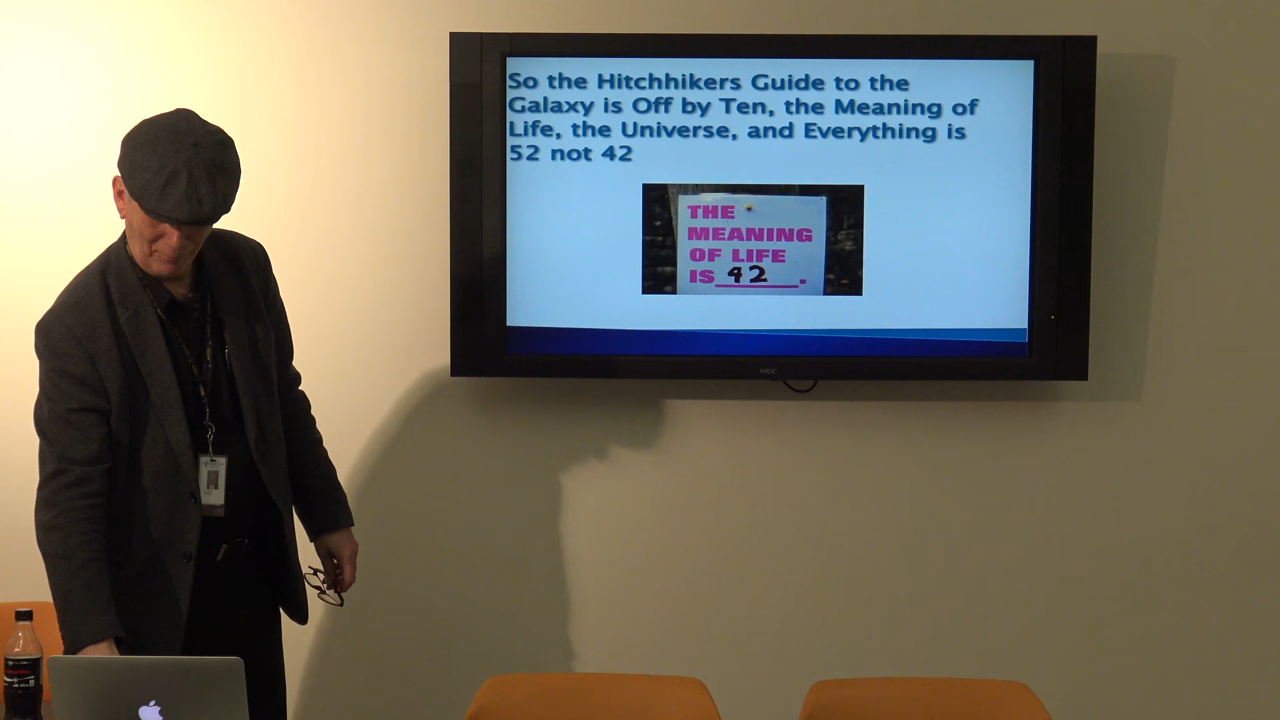 So the Hitchhikers Guide to the
Galaxy is Off by Ten, the Meaning of
Life, the Universe, and Everything is
52 not 42
THE
MEANING
OF LIFE
IS 42.
NEC